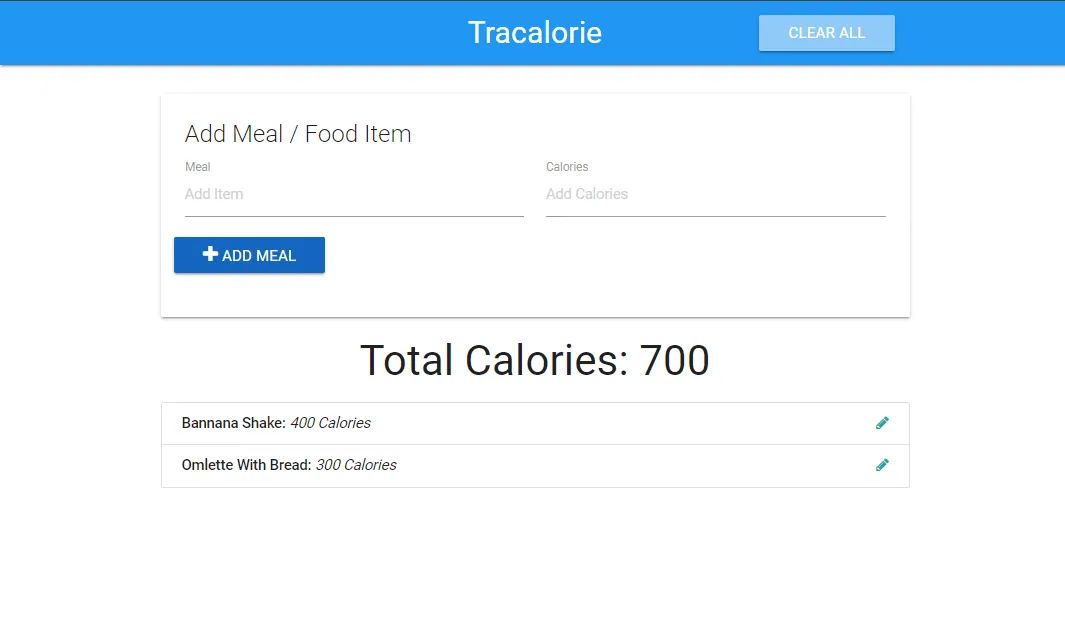 Tracalorie
CLEAR ALL
Add Meal / Food Item
Meal
Calories
Add Item
Add Calories
ADD MEAL
Total Calories: 700
Bannana Shake: 400 Calories
Omlette With Bread: 300 Calories